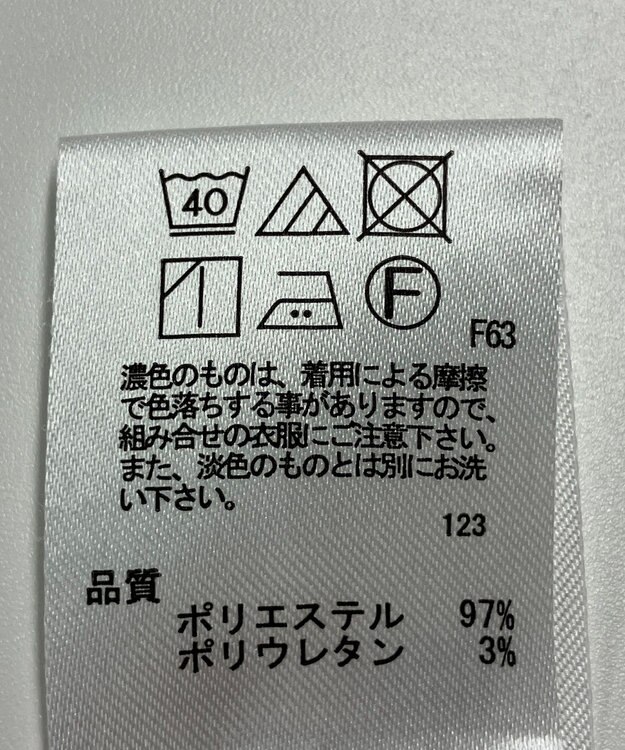 40
F
F63
濃色のものは、着用による摩擦
で色落ちする事がありますので、
組み合せの衣服にご注意下さい。
また、淡色のものとは別にお洗
い下さい。
123
品質
ポリエステル 97%
ポリウレタン 3%